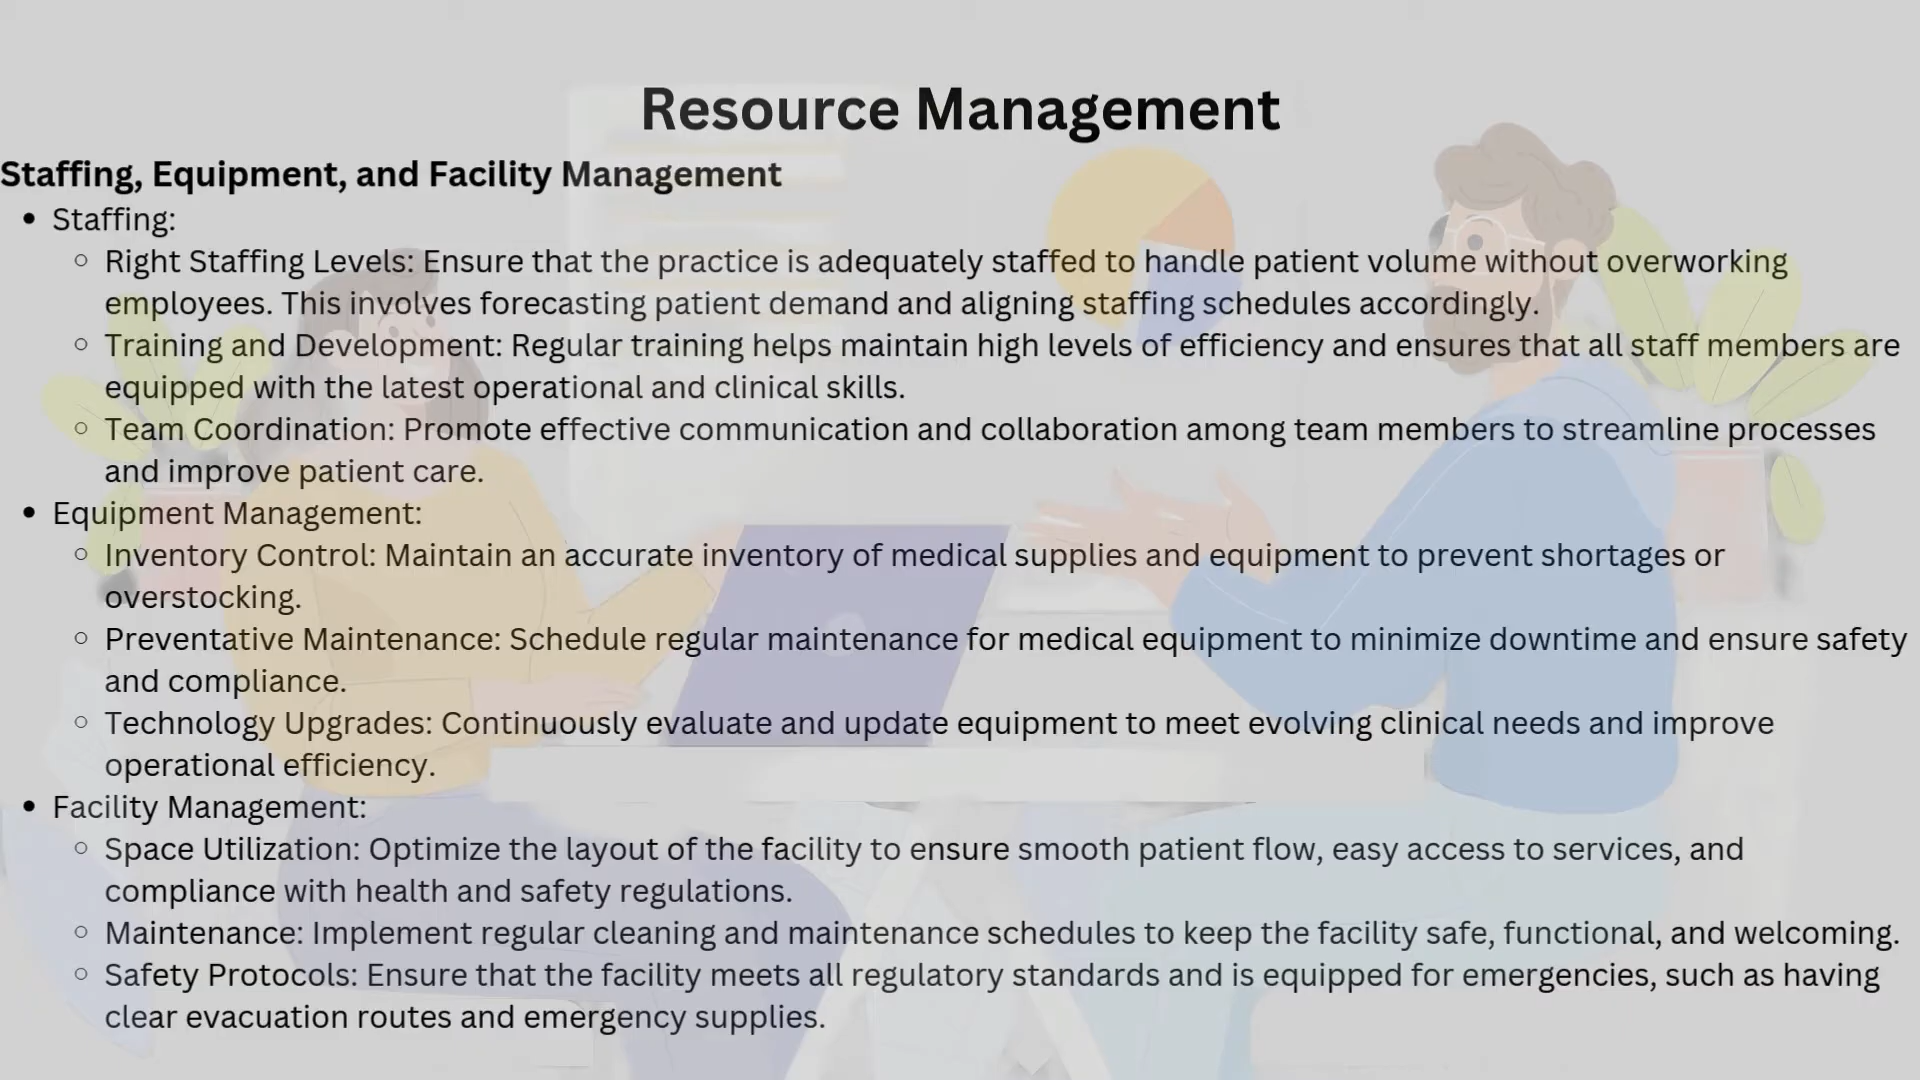 Resource Management
Staffing, Equipment, and Facility Management
• Staffing:
○ Right Staffing Levels: Ensure that the practice is adequately staffed to handle patient volume without overworking
employees. This involves forecasting patient demand and aligning staffing schedules accordingly.
○ Training and Development: Regular training helps maintain high levels of efficiency and ensures that all staff members are
equipped with the latest operational and clinical skills.
○ Team Coordination: Promote effective communication and collaboration among team members to streamline processes
and improve patient care.
• Equipment Management:
○ Inventory Control: Maintain an accurate inventory of medical supplies and equipment to prevent shortages or
overstocking.
○ Preventative Maintenance: Schedule regular maintenance for medical equipment to minimize downtime and ensure safety
and compliance.
○ Technology Upgrades: Continuously evaluate and update equipment to meet evolving clinical needs and improve
operational efficiency.
• Facility Management:
○ Space Utilization: Optimize the layout of the facility to ensure smooth patient flow, easy access to services, and
compliance with health and safety regulations.
○ Maintenance: Implement regular cleaning and maintenance schedules to keep the facility safe, functional, and welcoming.
○ Safety Protocols: Ensure that the facility meets all regulatory standards and is equipped for emergencies, such as having
clear evacuation routes and emergency supplies.